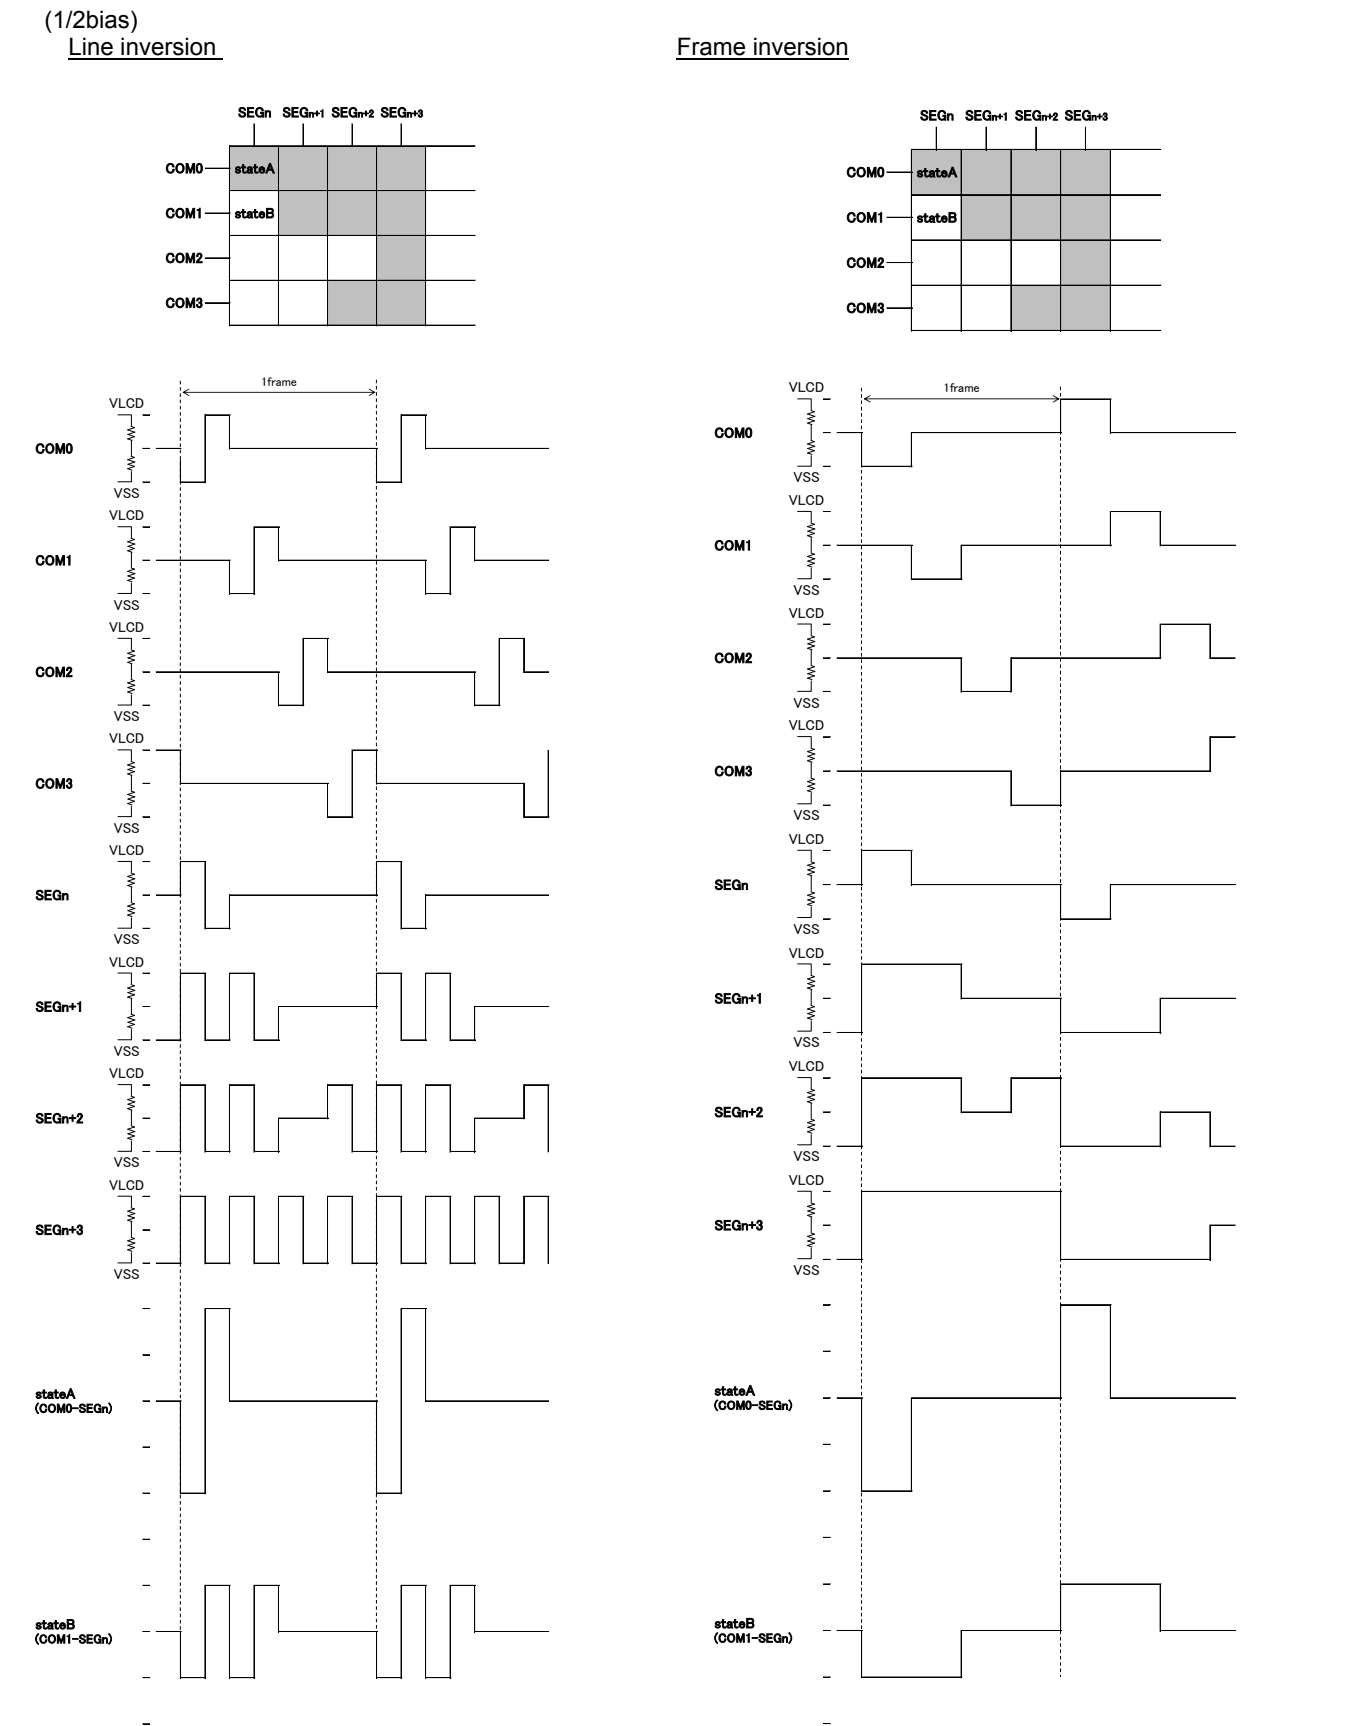 (1/2bias)
Line inversion
Frame inversion
SEGn SEGn+1 SEGn+2 SEGn+3
COM0 stateA
COM1 stateB
COM2
COM3
1frame
VLCD
COM0
VSS
VLCD
COM1
VSS
VLCD
COM2
VSS
VLCD
COM3
VSS
VLCD
SEGn
VSS
VLCD
SEGn+1
VSS
VLCD
SEGn+2
VSS
VLCD
SEGn+3
VSS
stateA
(COM0-SEGn)
stateB
(COM1-SEGn)
SEGn SEGn+1 SEGn+2 SEGn+3
COM0 stateA
COM1 stateB
COM2
COM3
VLCD
1frame
COM0
VSS
VLCD
COM1
VSS
VLCD
COM2
VSS
VLCD
COM3
VSS
VLCD
SEGn
VSS
VLCD
SEGn+1
VSS
VLCD
SEGn+2
VSS
VLCD
SEGn+3
VSS
stateA
(COM0-SEGn)
stateB
(COM1-SEGn)